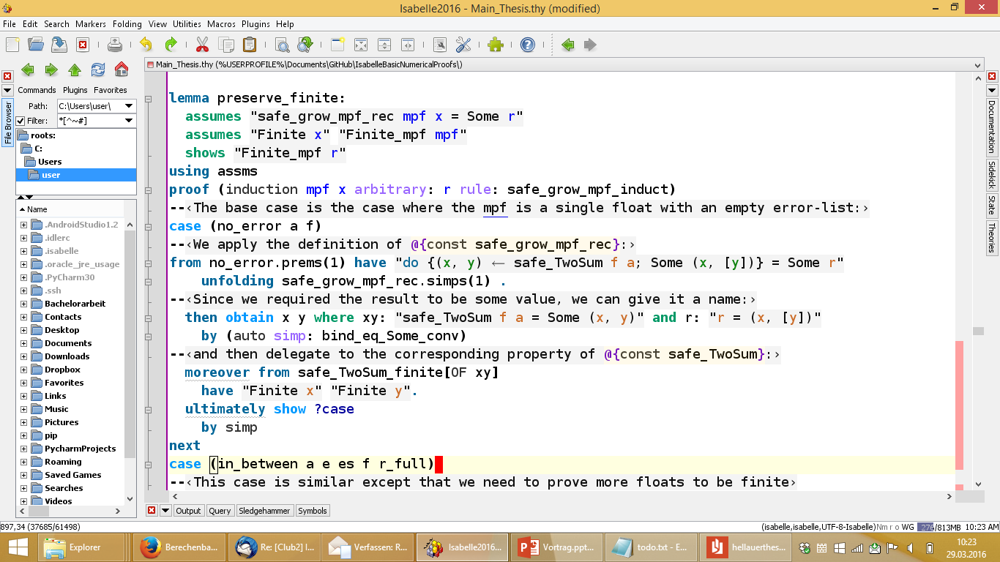 Isabelle2016 - Main_Thesis.thy (modified)
File Edit Search Markers Folding View Utilities Macros Plugins Help
Main_Thesis.thy (%USERPROFILE%\Documents\GitHub\IsabelleBasicNumericalProofs\)
Commands Plugins Favorites
Path: C:\Users\user\
Filter: *[^~#]
File Browser
roots:
C:
Users
user
Name
.AndroidStudio1.2
.idlerc
.isabelle
.oracle_jre_usage
.PyCharm30
.ssh
Bachelorarbeit
Contacts
Desktop
Documents
Downloads
Dropbox
Favorites
Links
Music
Pictures
pip
PycharmProjects
Roaming
Saved Games
Searches
Videos
lemma preserve_finite:
assumes "safe_grow_mpf_rec mpf x = Some r"
assumes "Finite x" "Finite_mpf mpf"
shows "Finite_mpf r"
using assms
proof (induction mpf x arbitrary: r rule: safe_grow_mpf_induct)
--‹The base case is the case where the mpf is a single float with an empty error-list:›
case (no_error a f)
--‹We apply the definition of @{const safe_grow_mpf_rec}:›
from no_error.prems(1) have "do {(x, y) ← safe_TwoSum f a; Some (x, [y])} = Some r"
unfolding safe_grow_mpf_rec.simps(1) .
--‹Since we required the result to be some value, we can give it a name:›
then obtain x y where xy: "safe_TwoSum f a = Some (x, y)" and r: "r = (x, [y])"
by (auto simp: bind_eq_Some_conv)
--‹and then delegate to the corresponding property of @{const safe_TwoSum}:›
moreover from safe_TwoSum_finite[OF xy]
have "Finite x" "Finite y".
ultimately show ?case
by simp
next
case (in_between a e es f r_full)
--‹This case is similar except that we need to prove more floats to be finite›
Documentation
Sidekick
State
Theories
Output Query Sledgehammer Symbols
897,34 (37685/61498)
(isabelle,isabelle,UTF-8-Isabelle)Nm r o WG 276/813MB 10:23 AM
Explorer
Berechenba...
Re: [Club2] I...
Verfassen: R...
Isabelle2016...
Vortrag.ppt...
todo.txt - E...
hellauerthes...
10:23
29.03.2016